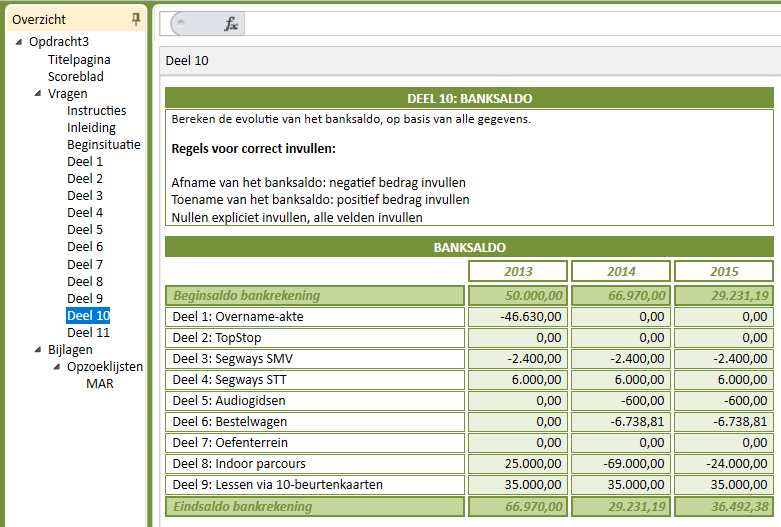 Overzicht
Opdracht3
Titelpagina
Scoreblad
Vragen
Instructies
Inleiding
Beginsituatie
Deel 1
Deel 2
Deel 3
Deel 4
Deel 5
Deel 6
Deel 7
Deel 8
Deel 9
Deel 10
Deel 11
Bijlagen
Opzoeklijsten
MAR
fx
Deel 10
DEEL 10: BANKSALDO
Bereken de evolutie van het banksaldo, op basis van alle gegevens.
Regels voor correct invullen:
Afname van het banksaldo: negatief bedrag invullen
Toename van het banksaldo: positief bedrag invullen
Nullen expliciet invullen, alle velden invullen
BANKSALDO
2013 2014 2015
Beginsaldo bankrekening 50.000,00 66.970,00 29.231,19
Deel 1: Overname-akte -46.630,00 0,00 0,00
Deel 2: TopStop 0,00 0,00 0,00
Deel 3: Segways SMV -2.400,00 -2.400,00 -2.400,00
Deel 4: Segways STT 6.000,00 6.000,00 6.000,00
Deel 5: Audiogidsen 0,00 -600,00 -600,00
Deel 6: Bestelwagen 0,00 -6.738,81 -6.738,81
Deel 7: Oefenterrein 0,00 0,00 0,00
Deel 8: Indoor parcours 25.000,00 -69.000,00 -24.000,00
Deel 9: Lessen via 10-beurtenkaarten 35.000,00 35.000,00 35.000,00
Eindsaldo bankrekening 66.970,00 29.231,19 36.492,38